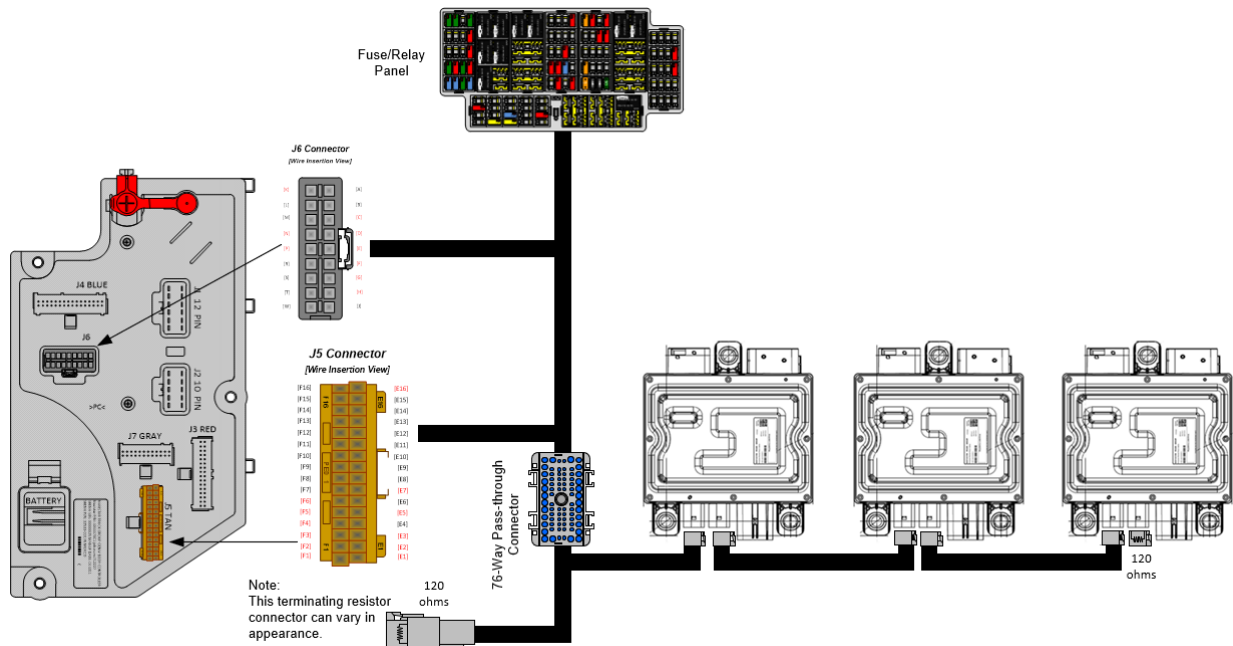 Fuse/Relay
Panel
J6 Connector
[Wire Insertion View]
J4 BLUE
J6
J1 12 PIN
J2 10 PIN
>PC<
J7 GRAY
J3 RED
J5 TAN
BATTERY
J5 Connector
[Wire Insertion View]
[F16] [E16]
[F15] [E15]
[F14] [E14]
[F13] [E13]
[F12] [E12]
[F11] [E11]
[F10] [E10]
[F9] [E9]
[F8] [E8]
[F7] [E7]
[F6] [E6]
[F5] [E5]
[F4] [E4]
[F3] [E3]
[F2] [E2]
[F1] [E1]
F16
E16
F1
E1
76-Way Pass-through
Connector
Note:
This terminating resistor
connector can vary in
appearance.
120
ohms
120
ohms